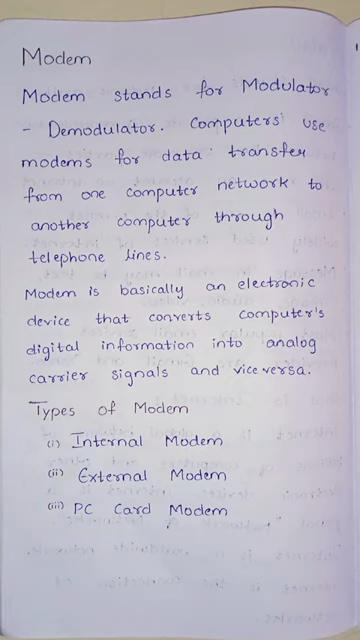 Modem
Modem stands for Modulator
- Demodulator. Computers use
modems for data transfer
from one computer network to
another computer through
telephone lines.
Modem is basically an electronic
device that converts computer's
digital information into analog
carrier signals and vice versa.
Types of Modem
(i) Internal Modem
(ii) External Modem
(iii) PC Card Modem